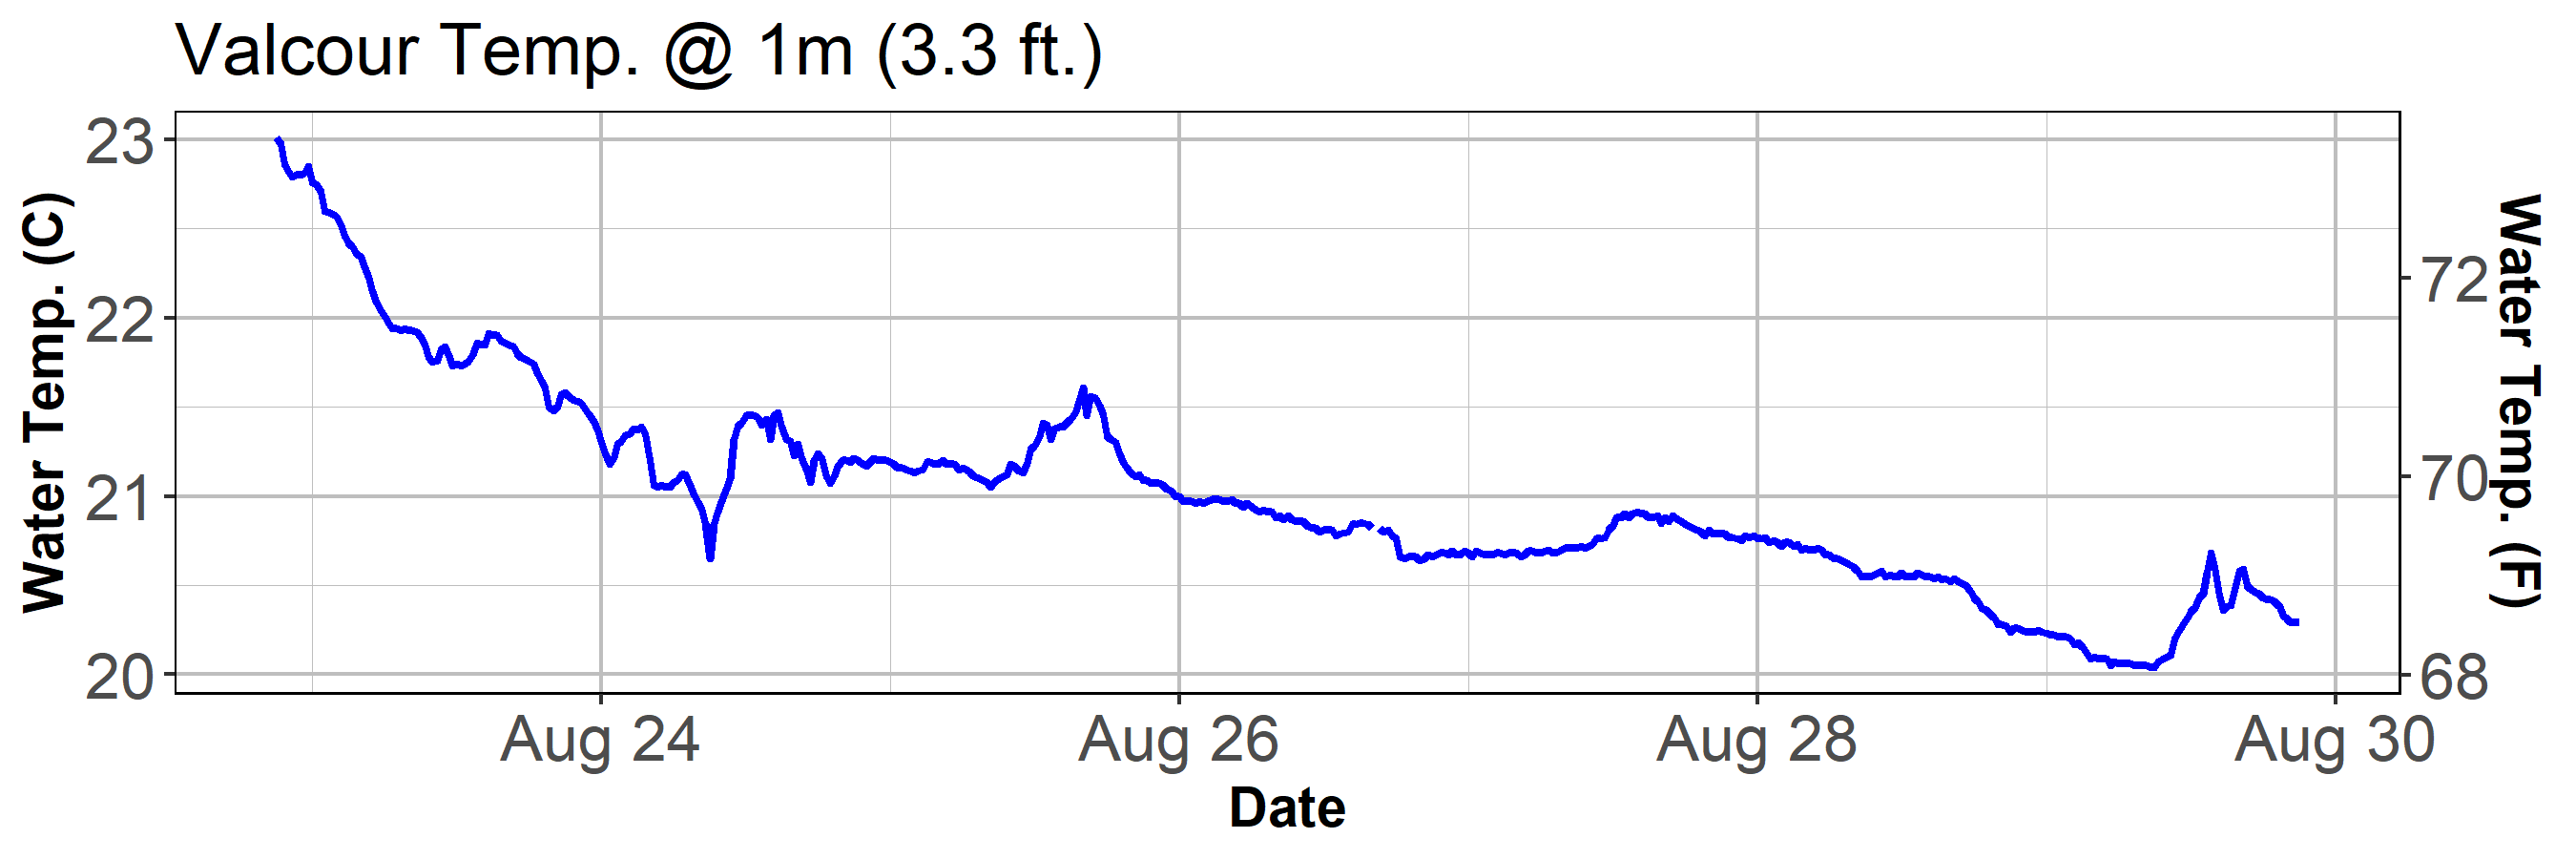 Valcour Temp. @ 1m (3.3 ft.)
Water Temp. (C)
23
22
21
20
72
70
68
Water Temp. (F)
Aug 24
Aug 26
Aug 28
Aug 30
Date